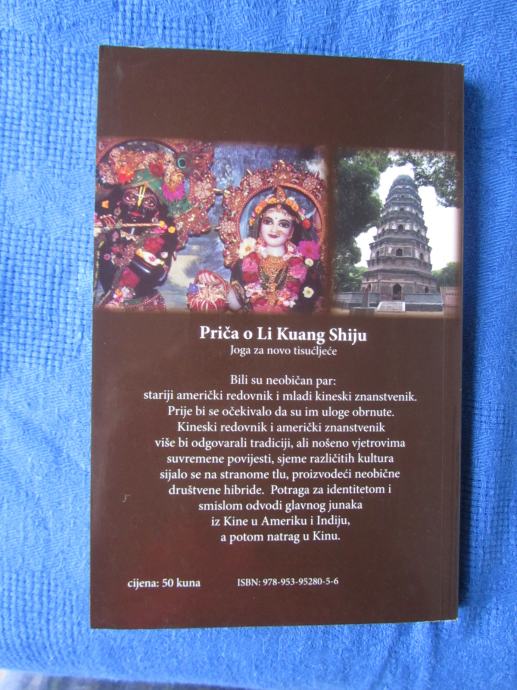 Priča o Li Kuang Shiju
Joga za novo tisućljeće
Bili su neobičan par:
stariji američki redovnik i mladi kineski znanstvenik.
Prije bi se očekivalo da su im uloge obrnute.
Kineski redovnik i američki znanstvenik
više bi odgovarali tradiciji, ali nošeno vjetrovima
suvremene povijesti, sjeme različitih kultura
sijalo se na stranome tlu, proizvodeći neobične
društvene hibride. Potraga za identitetom i
smislom odvodi glavnog junaka
iz Kine u Ameriku i Indiju,
a potom natrag u Kinu.
cijena: 50 kuna ISBN: 978-953-95280-5-6